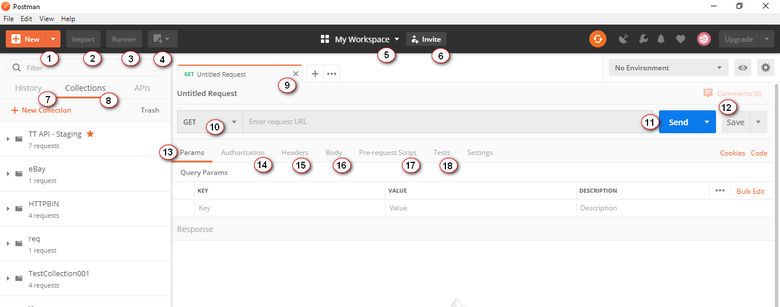 Postman
File Edit View Help
New Import Runner My Workspace Invite Upgrade
1 2 3 4 5 6
Filter
History Collections APIs
7 8
+ New Collection Trash
TT API - Staging
7 requests
eBay
1 request
HTTPBIN
4 requests
req
1 request
TestCollection001
4 requests
GET Untitled Request × + •••
9
No Environment
Untitled Request Comments (0)
GET Enter request URL Send Save
10 11 12
Params Authorization Headers Body Pre-request Script Tests Settings Cookies Code
13 14 15 16 17 18
Query Params
KEY VALUE DESCRIPTION ••• Bulk Edit
Key Value Description
Response